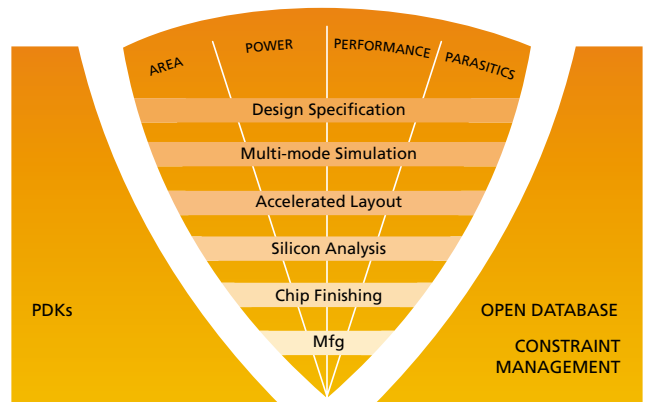 AREA
POWER
PERFORMANCE
PARASITICS
Design Specification
Multi-mode Simulation
Accelerated Layout
Silicon Analysis
Chip Finishing
Mfg
PDKs
OPEN DATABASE
CONSTRAINT
MANAGEMENT